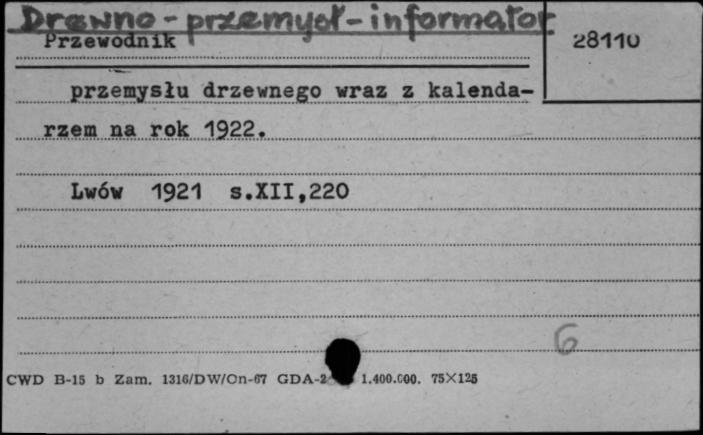 Drewno - przemysł - informator
Przewodnik 28110
przemysłu drzewnego wraz z kalenda-
rzem na rok 1922.
Lwów 1921 s.XII,220
6
CWD B-15 b Zam. 1316/DW/On-67 GDA-2 1.400.000. 75X125